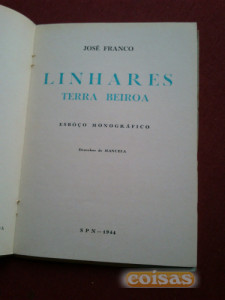 JOSÉ FRANCO
LINHARES
TERRA BEIROA
ESBOÇO MONOGRÁFICO
Desenhos de
S P N — 1944
coisas